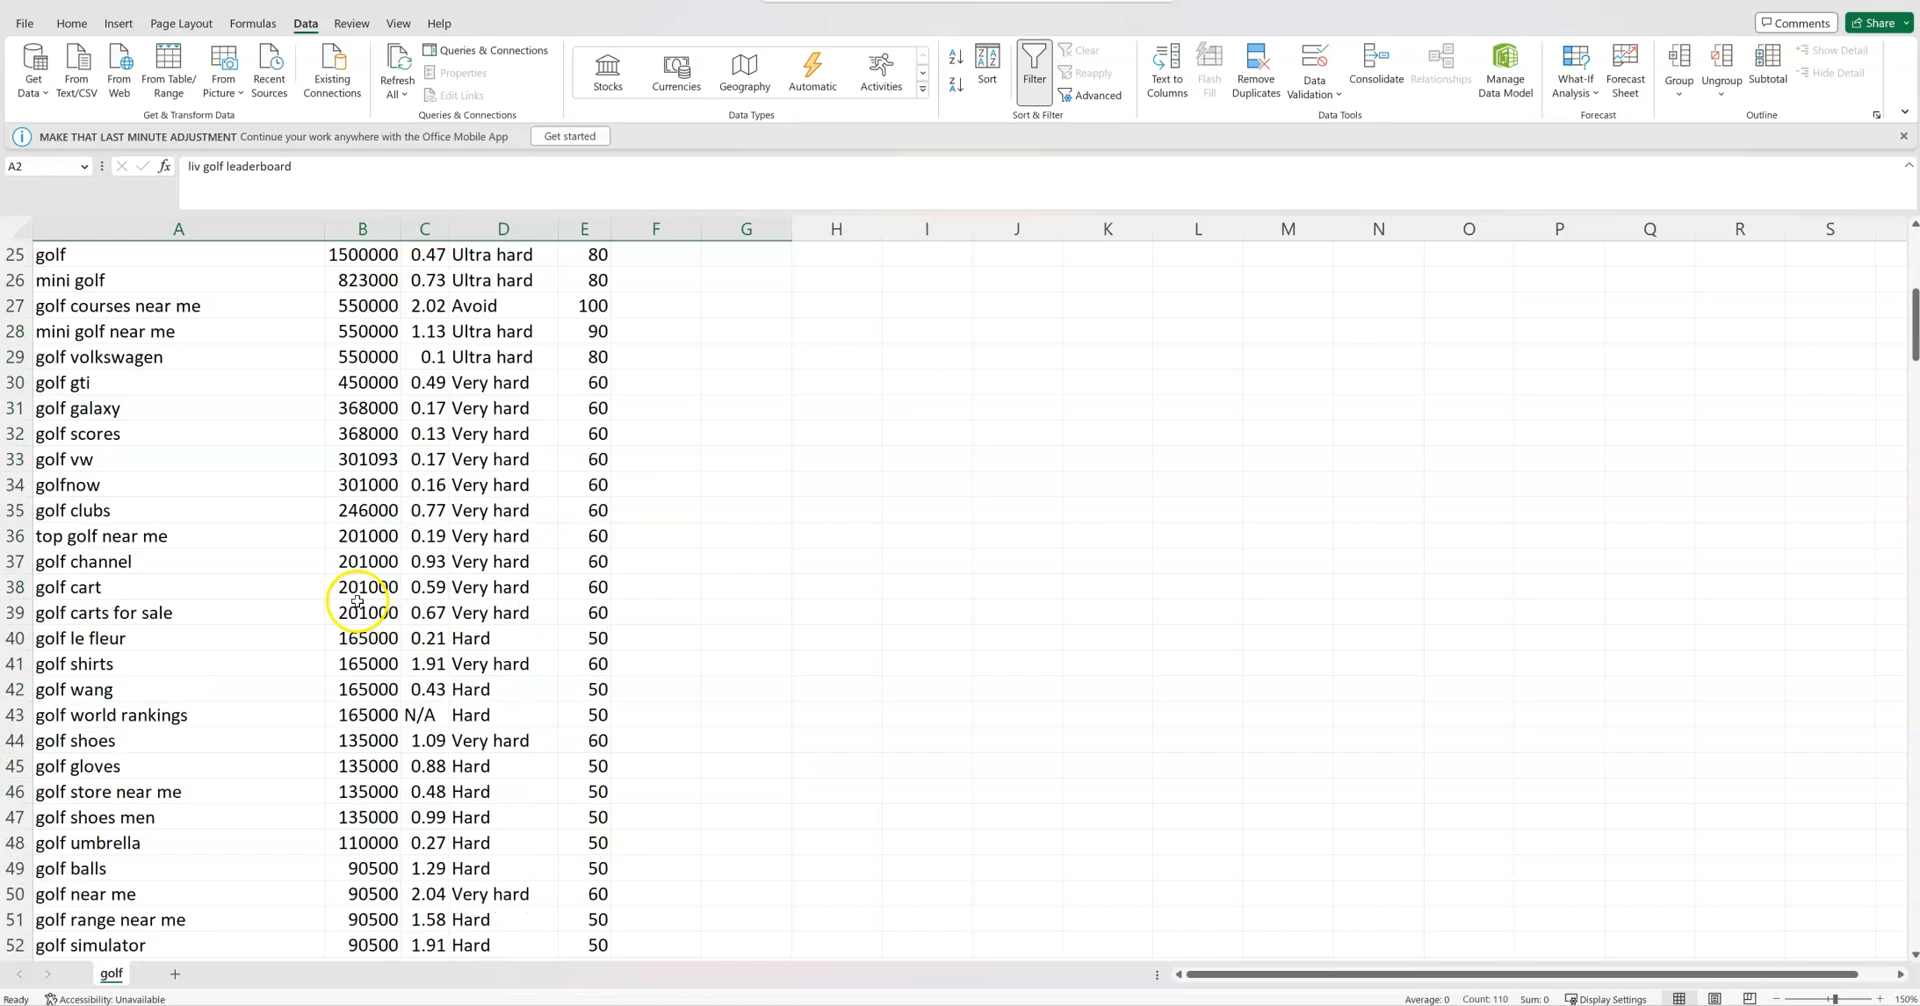 File Home Insert Page Layout Formulas Data Review View Help Comments Share
Get Data From Text/CSV From Web From Table/Range From Picture Recent Sources Existing Connections Refresh All Queries & Connections Properties Edit Links Stocks Currencies Geography Automatic Activities Sort Filter Clear Reapply Advanced Text to Columns Flash Fill Remove Duplicates Data Validation Consolidate Relationships Manage Data Model What-If Analysis Forecast Sheet Group Ungroup Subtotal Show Detail Hide Detail
Get & Transform Data Queries & Connections Data Types Sort & Filter Data Tools Forecast Outline
MAKE THAT LAST MINUTE ADJUSTMENT Continue your work anywhere with the Office Mobile App Get started
A2 fx liv golf leaderboard
A B C D E F G H I J K L M N O P Q R S
25 golf 1500000 0.47 Ultra hard 80
26 mini golf 823000 0.73 Ultra hard 80
27 golf courses near me 550000 2.02 Avoid 100
28 mini golf near me 550000 1.13 Ultra hard 90
29 golf volkswagen 550000 0.1 Ultra hard 80
30 golf gti 450000 0.49 Very hard 60
31 golf galaxy 368000 0.17 Very hard 60
32 golf scores 368000 0.13 Very hard 60
33 golf vw 301093 0.17 Very hard 60
34 golfnow 301000 0.16 Very hard 60
35 golf clubs 246000 0.77 Very hard 60
36 top golf near me 201000 0.19 Very hard 60
37 golf channel 201000 0.93 Very hard 60
38 golf cart 201000 0.59 Very hard 60
39 golf carts for sale 201000 0.67 Very hard 60
40 golf le fleur 165000 0.21 Hard 50
41 golf shirts 165000 1.91 Very hard 60
42 golf wang 165000 0.43 Hard 50
43 golf world rankings 165000 N/A Hard 50
44 golf shoes 135000 1.09 Very hard 60
45 golf gloves 135000 0.88 Hard 50
46 golf store near me 135000 0.48 Hard 50
47 golf shoes men 135000 0.99 Hard 50
48 golf umbrella 110000 0.27 Hard 50
49 golf balls 90500 1.29 Hard 50
50 golf near me 90500 2.04 Very hard 60
51 golf range near me 90500 1.58 Hard 50
52 golf simulator 90500 1.91 Hard 50
golf
Ready Accessibility: Unavailable Average: 0 Count: 110 Sum: 0 Display Settings 150%